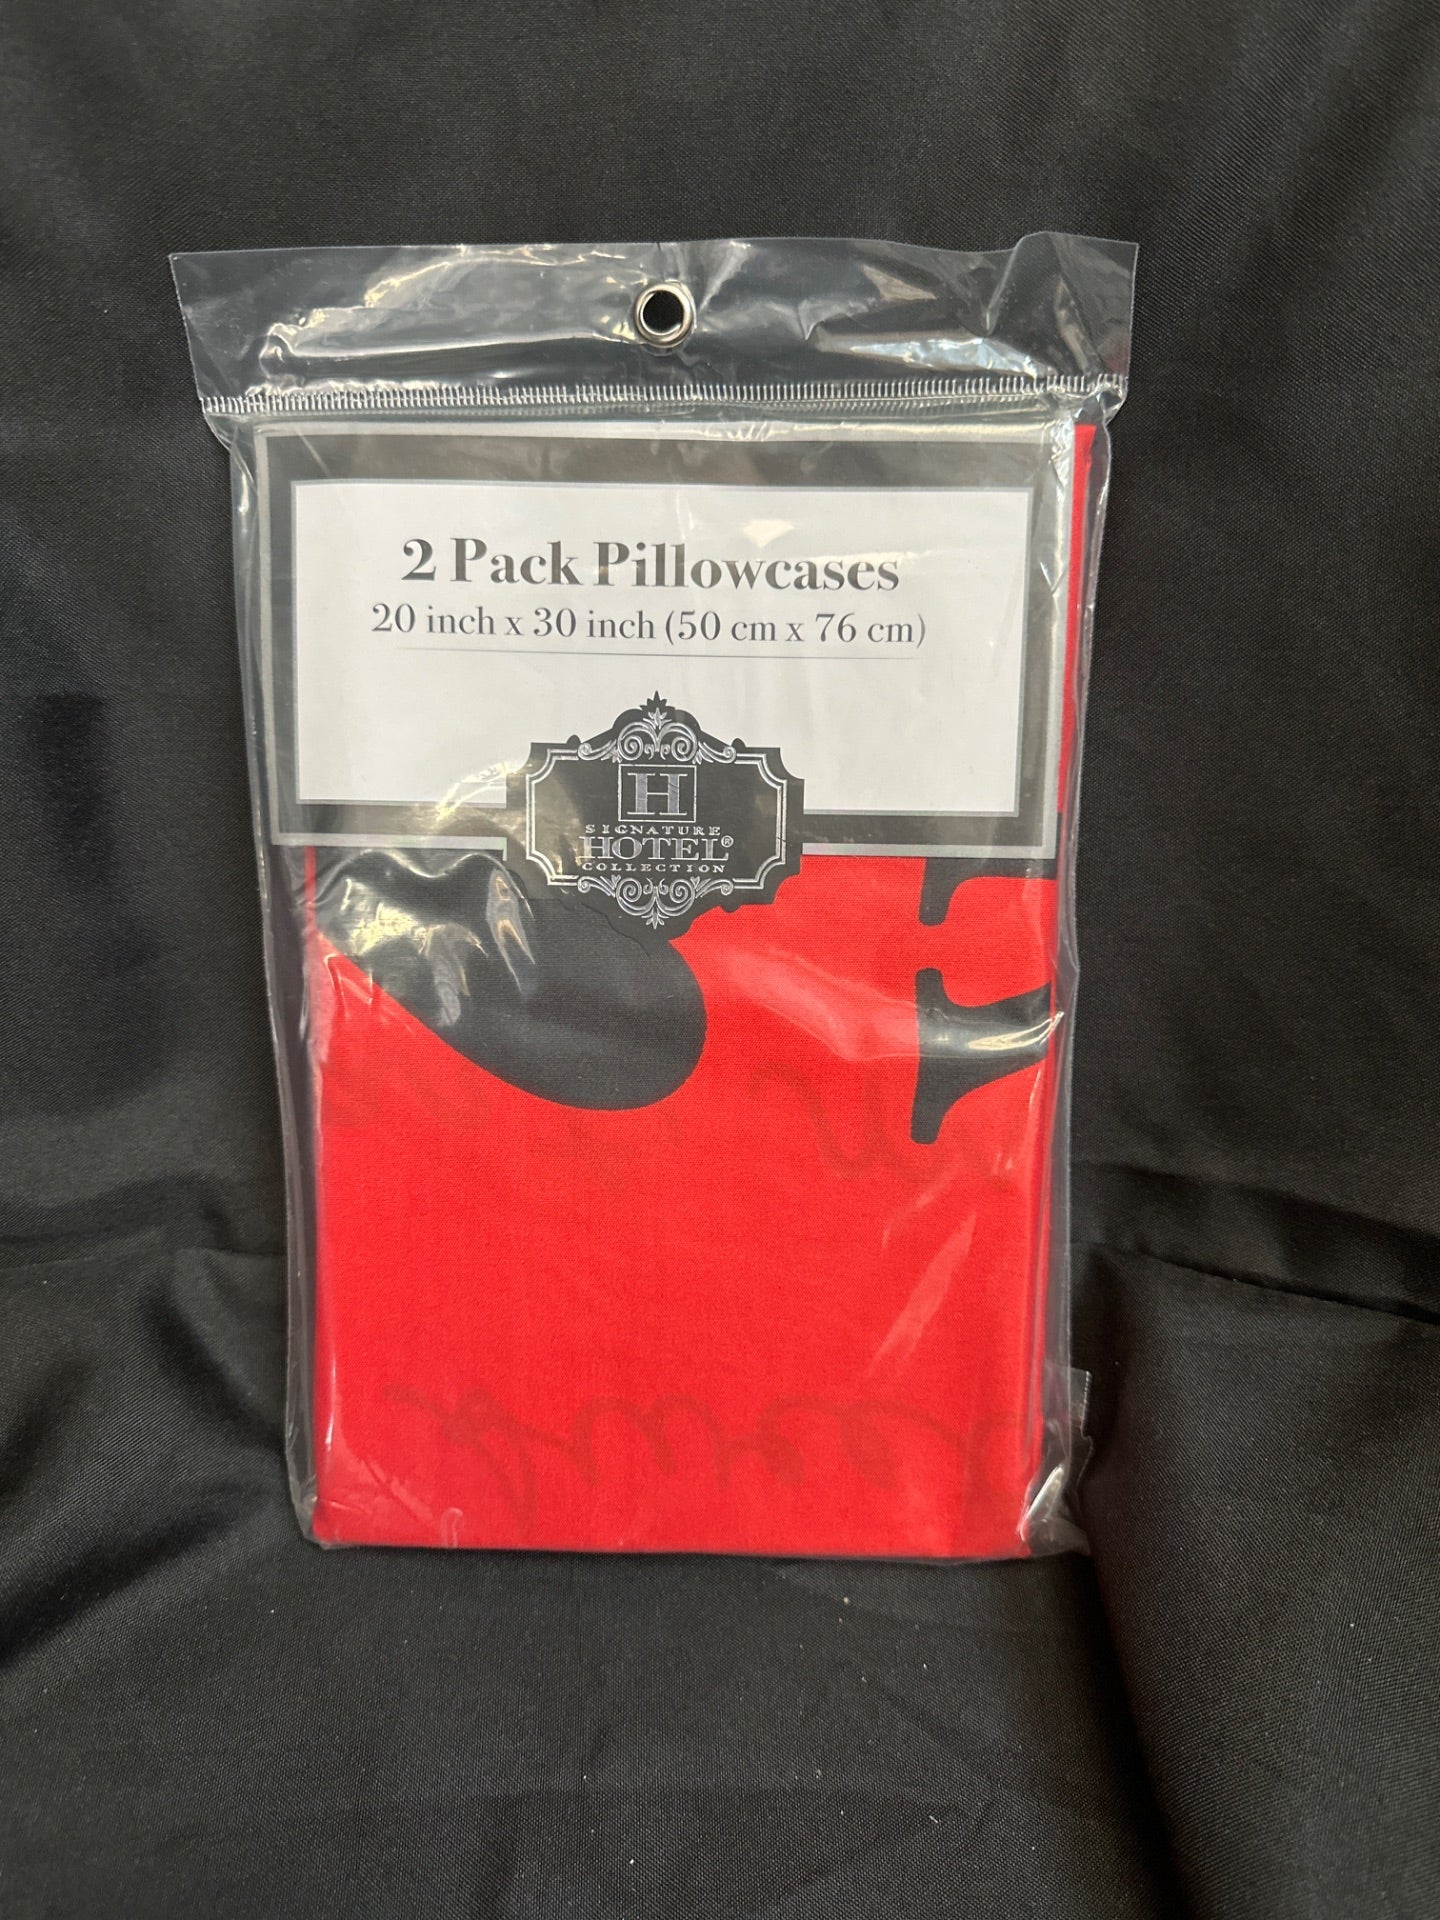 2 Pack Pillowcases
20 inch x 30 inch (50 cm x 76 cm)
H
SIGNATURE
HOTEL®
COLLECTION